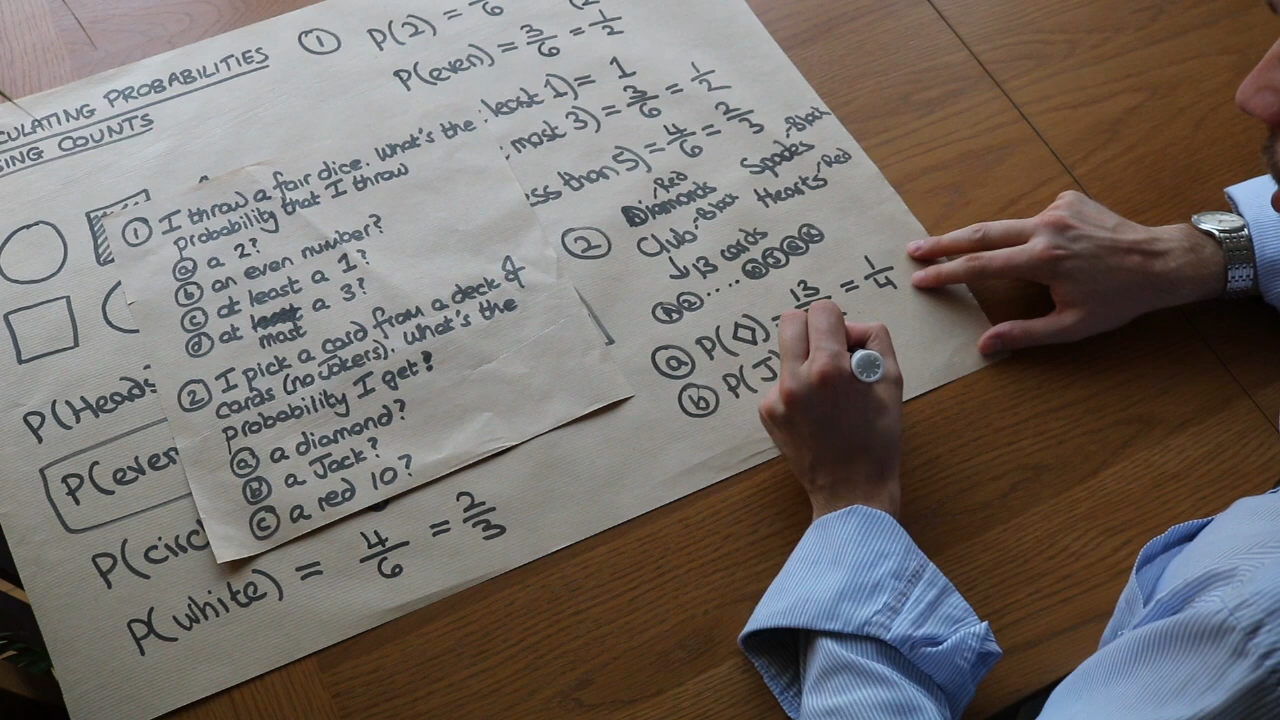 CULATING PROBABILITIES
SING COUNTS
P(Head
P(even
P(circ
P(white) = 4/6 = 2/3
① I throw a fair dice. What's the
probability that I throw
ⓐ a 2?
ⓑ an even number?
ⓒ at least a 1?
ⓓ at most a 3?
② I pick a card from a deck of
cards (no jokers). What's the
probability I get?
ⓐ a diamond?
ⓑ a Jack?
ⓒ a red 10?
① P(2) = 6
P(even) = 3/6 = 1/2
least 1) = 1
most 3) = 3/6 = 1/2
ess than 5) = 4/6 = 2/3
② Diamonds - Red Spades - Black
Club - Black Hearts - Red
↓ 13 cards
ⓐ P(◇) = 13 = 1/4
ⓑ P(J)